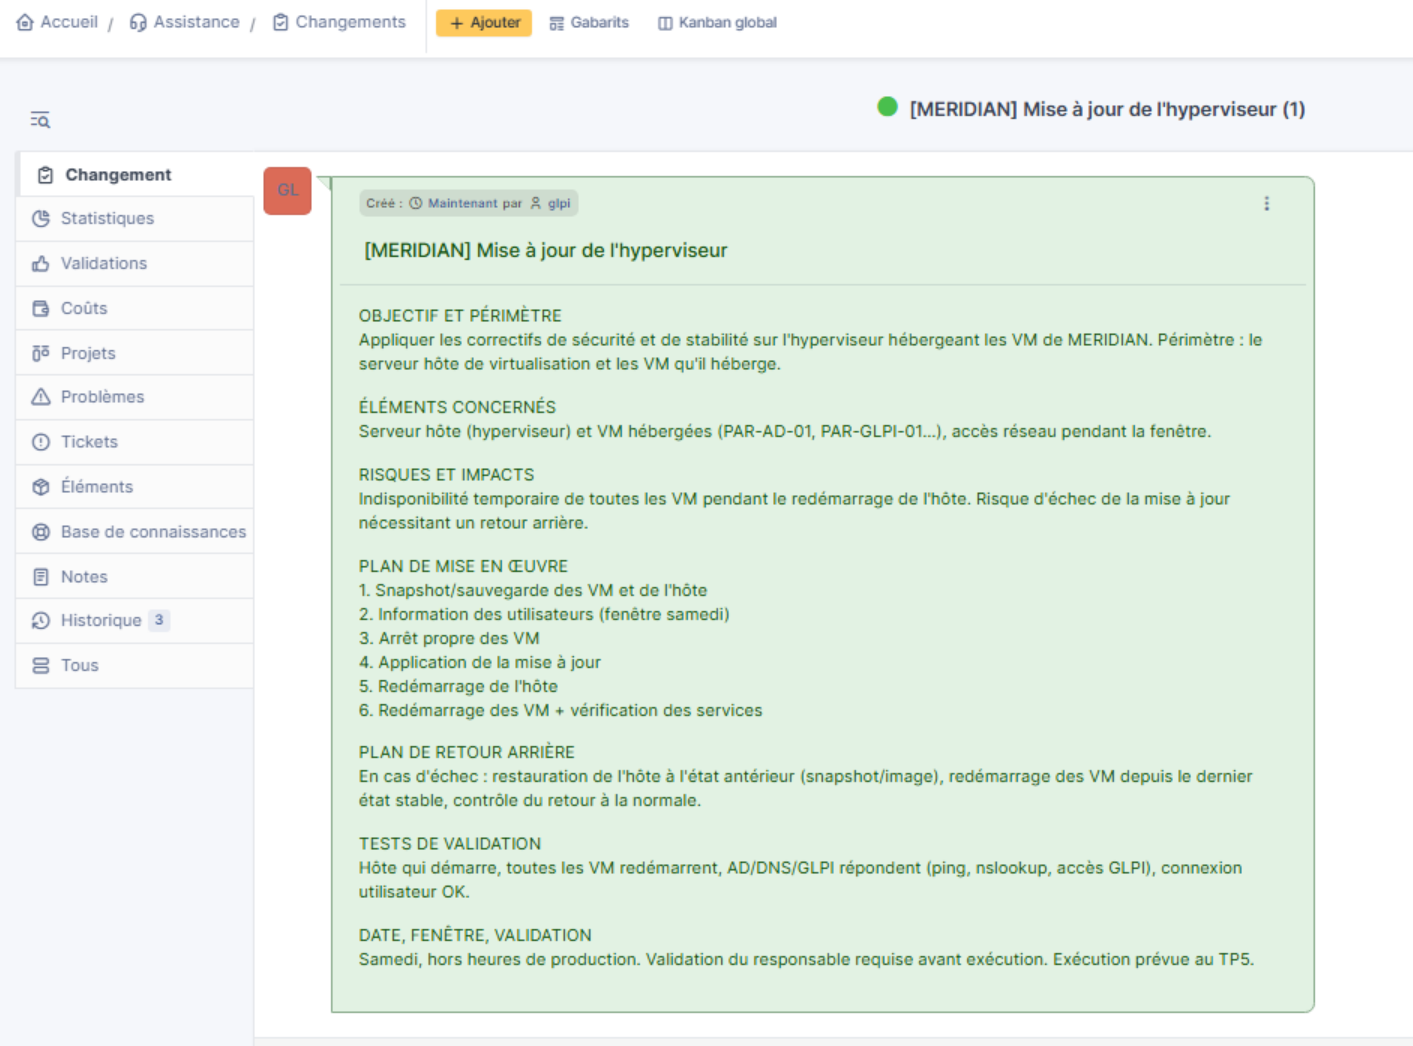 Accueil / Assistance / Changements + Ajouter Gabarits Kanban global
[MERIDIAN] Mise à jour de l'hyperviseur (1)
Changement
Statistiques
Validations
Coûts
Projets
Problèmes
Tickets
Éléments
Base de connaissances
Notes
Historique 3
Tous
GL
Créé : Maintenant par glpi
[MERIDIAN] Mise à jour de l'hyperviseur
OBJECTIF ET PÉRIMÈTRE
Appliquer les correctifs de sécurité et de stabilité sur l'hyperviseur hébergeant les VM de MERIDIAN. Périmètre : le
serveur hôte de virtualisation et les VM qu'il héberge.
ÉLÉMENTS CONCERNÉS
Serveur hôte (hyperviseur) et VM hébergées (PAR-AD-01, PAR-GLPI-01...), accès réseau pendant la fenêtre.
RISQUES ET IMPACTS
Indisponibilité temporaire de toutes les VM pendant le redémarrage de l'hôte. Risque d'échec de la mise à jour
nécessitant un retour arrière.
PLAN DE MISE EN ŒUVRE
1. Snapshot/sauvegarde des VM et de l'hôte
2. Information des utilisateurs (fenêtre samedi)
3. Arrêt propre des VM
4. Application de la mise à jour
5. Redémarrage de l'hôte
6. Redémarrage des VM + vérification des services
PLAN DE RETOUR ARRIÈRE
En cas d'échec : restauration de l'hôte à l'état antérieur (snapshot/image), redémarrage des VM depuis le dernier
état stable, contrôle du retour à la normale.
TESTS DE VALIDATION
Hôte qui démarre, toutes les VM redémarrent, AD/DNS/GLPI répondent (ping, nslookup, accès GLPI), connexion
utilisateur OK.
DATE, FENÊTRE, VALIDATION
Samedi, hors heures de production. Validation du responsable requise avant exécution. Exécution prévue au TP5.